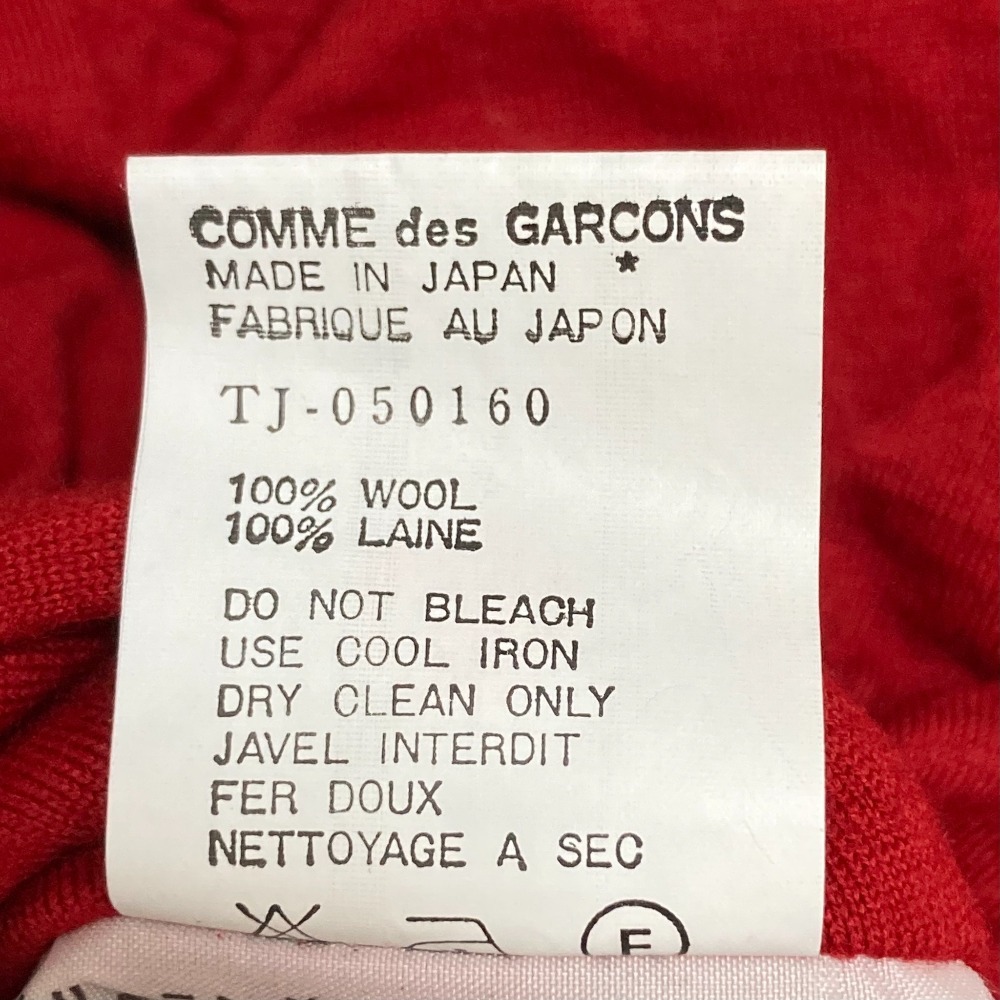 COMME des GARCONS
★
MADE IN JAPAN
FABRIQUE AU JAPON
TJ-050160
100% WOOL
100% LAINE
DO NOT BLEACH
USE COOL IRON
DRY CLEAN ONLY
JAVEL INTERDIT
FER DOUX
NETTOYAGE A SEC
F